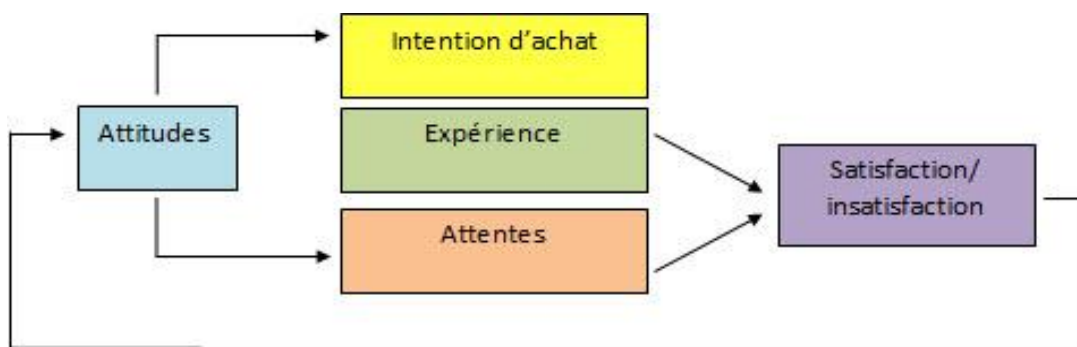 Intention d’achat
Attitudes
Expérience
Satisfaction/
insatisfaction
Attentes